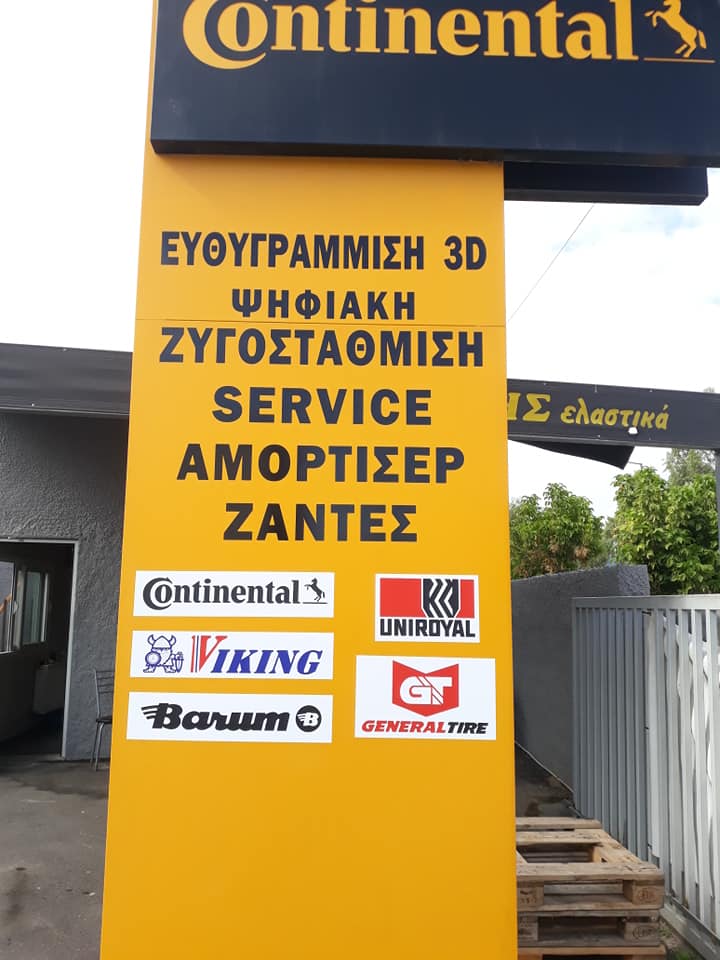 Continental
ΕΥΘΥΓΡΑΜΜΙΣΗ 3D
ΨΗΦΙΑΚΗ
ΖΥΓΟΣΤΑΘΜΙΣΗ
SERVICE
ΑΜΟΡΤΙΣΕΡ
ΖΑΝΤΕΣ
ελαστικά
Continental
UNIROYAL
VIKING
GT
GENERAL TIRE
Barum B